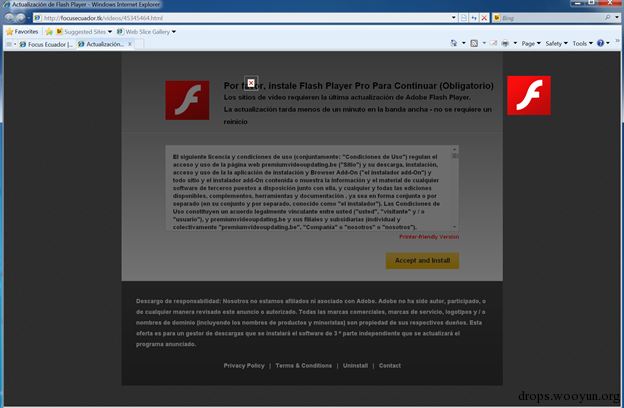 Actualización de Flash Player - Windows Internet Explorer
http://focusecuador.tk/videos/45345464.html
Bing
Favorites
Suggested Sites
Web Slice Gallery
Focus Ecuador |...
Actualización...
Page
Safety
Tools
Por instale Flash Player Pro Para Continuar (Obligatorio)
Los sitios de video requieren la última actualización de Adobe Flash Player.
La actualización tarda menos de un minuto en la banda ancha - no se requiere un
reinicio
El siguiente licencia y condiciones de uso (conjuntamente: "Condiciones de Uso") regulan el
acceso y uso de la página web premiumvideoupdating.be ("Sitio") y su descarga, instalación,
acceso y uso de la la aplicación de instalación y Browser Add-On ("el instalador add-On") y
todo sitio o el instalador add-On contenida o muestra la información y el material de cualquier
software de terceros puestos a disposición junto con ella, y cualquier y todas las ediciones
disponibles, complementos, herramientas y documentación , ya sea en forma conjunta o por
separado (en su conjunto y por separado, conocido como "el instalador"). Las Condiciones de
Uso constituyen un acuerdo legalmente vinculante entre usted ("usted", "visitante" y / o
"usuario"), y premiumvideoupdating.be y sus filiales y subsidiarias (individual y
colectivamente "premiumvideoupdating.be", "Compañía" o "nosotros" o "nosotros").
Printer-friendly Version
Accept and Install
Descargo de responsabilidad: Nosotros no estamos afiliados ni asociado con Adobe. Adobe no ha sido autor, participado, o
de cualquier manera revisado este anuncio o autorizado. Todas las marcas comerciales, marcas de servicio, logotipos y / o
nombres de dominio (incluyendo los nombres de productos y minoristas) son propiedad de sus respectivos dueños. Esta
oferta es para un gestor de descargas que se instalará el software de 3 ª parte independiente que se actualizará el
programa anunciado.
Privacy Policy | Terms & Conditions | Uninstall | Contact
drops.wooyun.org